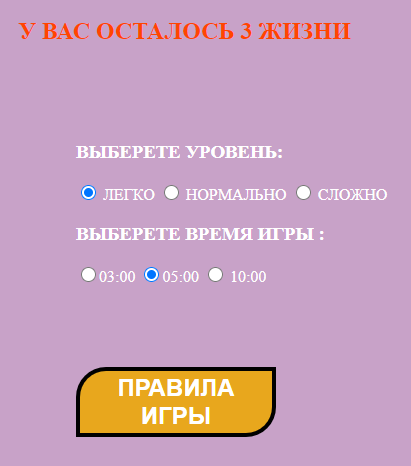 У ВАС ОСТАЛОСЬ 3 ЖИЗНИ
ВЫБЕРЕТЕ УРОВЕНЬ:
ЛЕГКО НОРМАЛЬНО СЛОЖНО
ВЫБЕРЕТЕ ВРЕМЯ ИГРЫ :
03:00 05:00 10:00
ПРАВИЛА
ИГРЫ